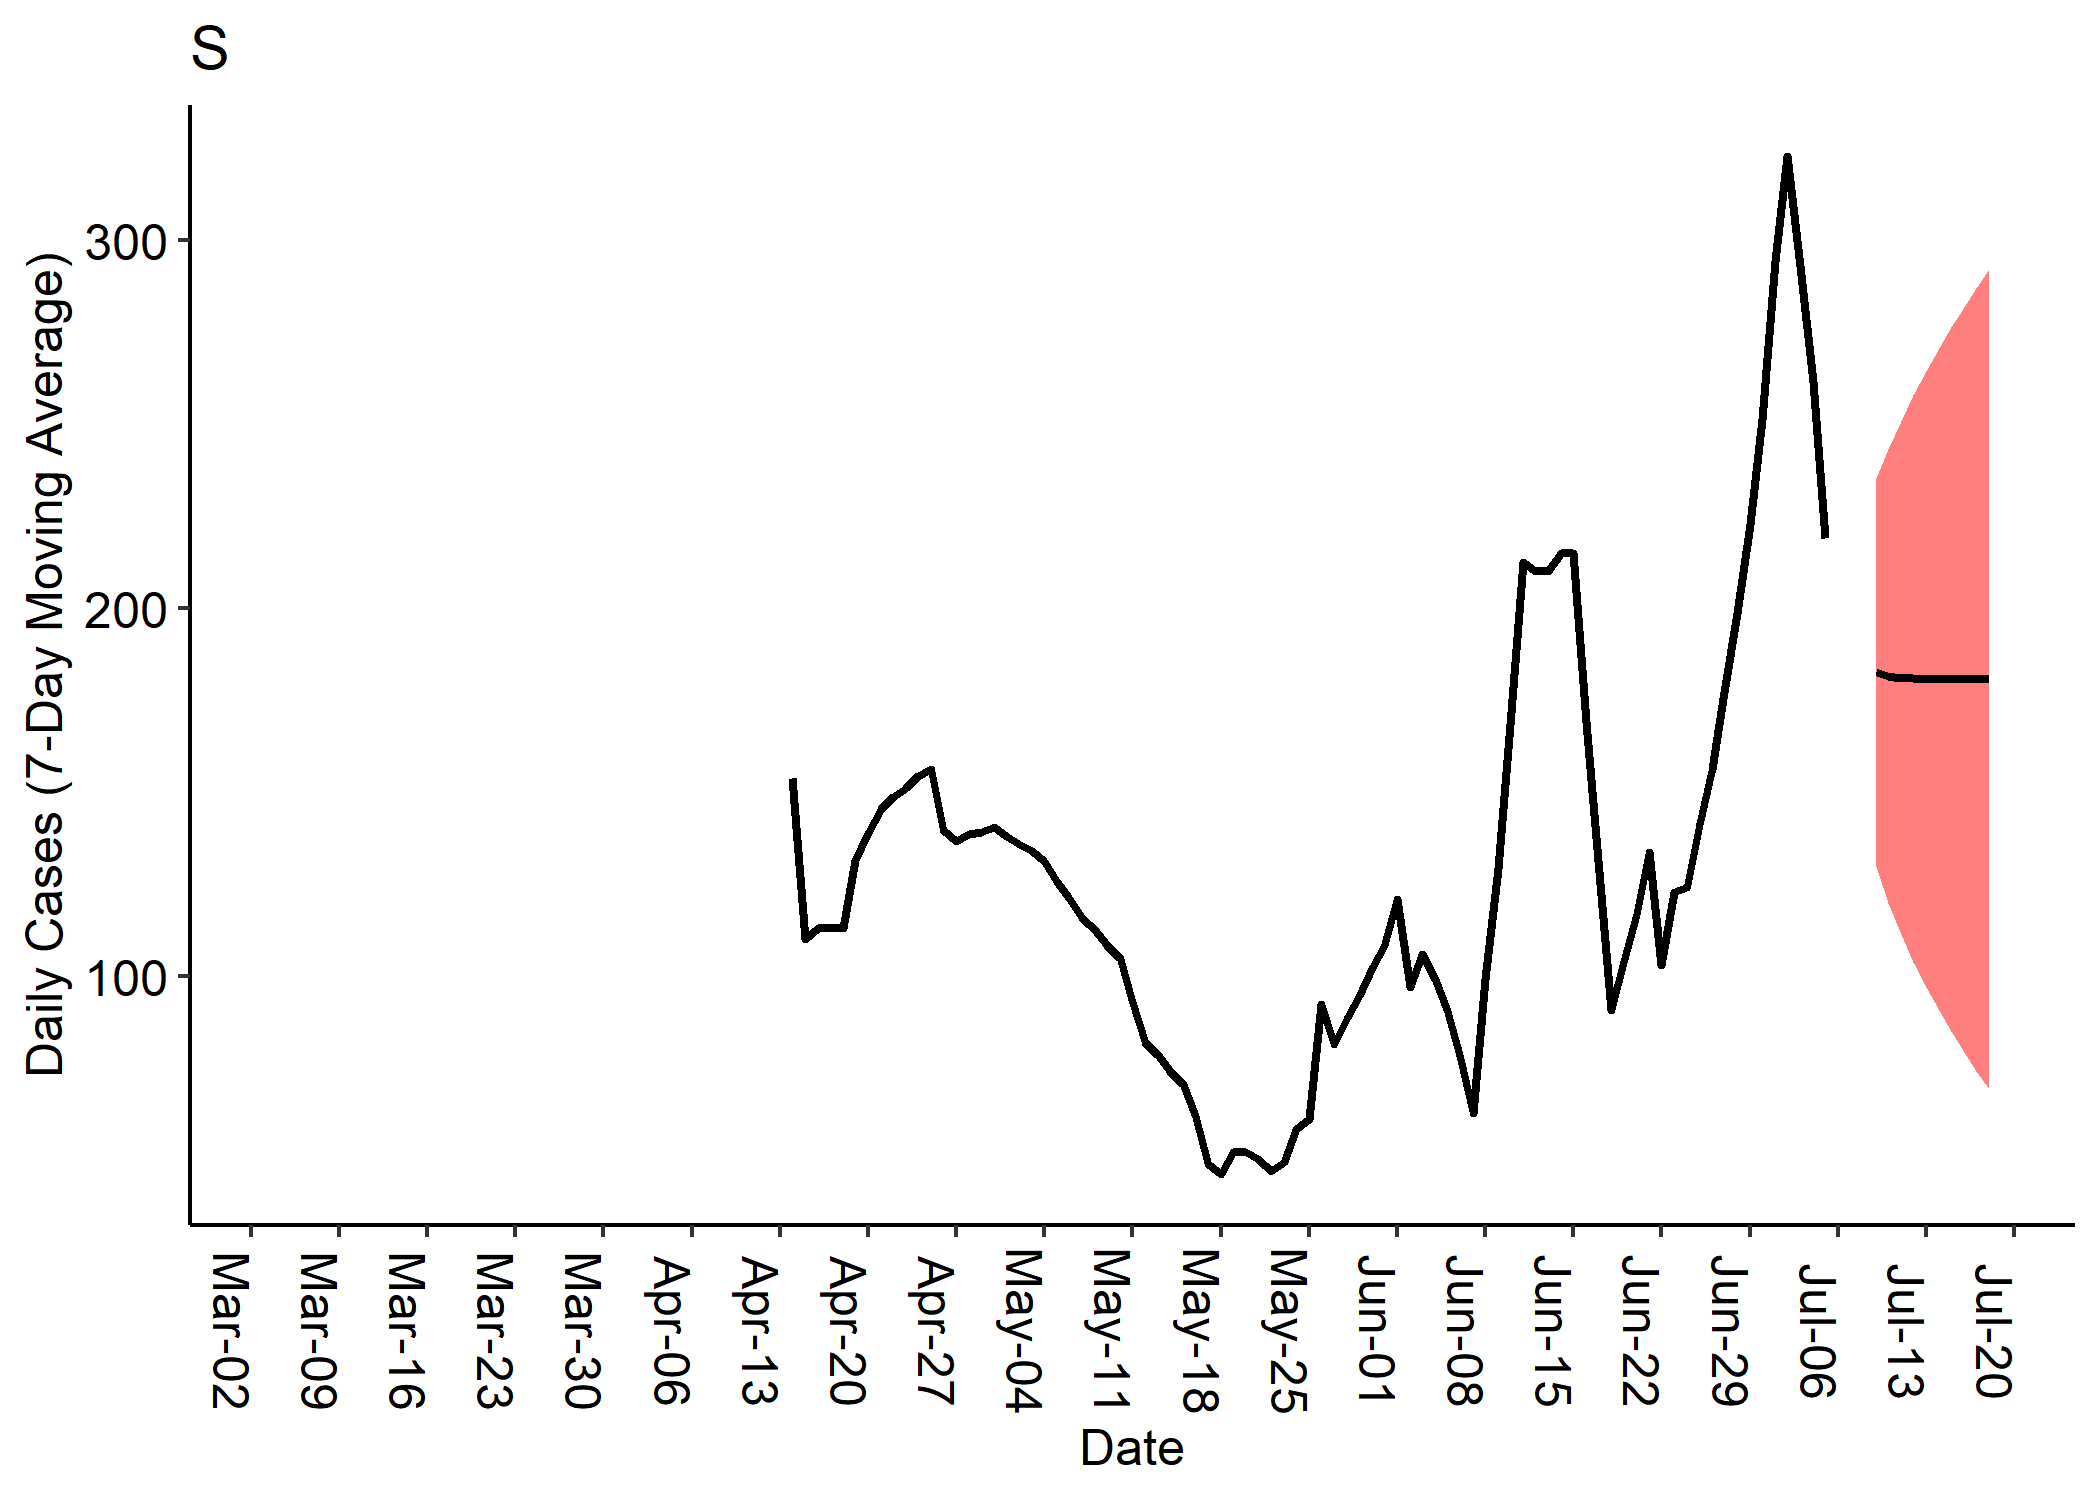 S
Daily Cases (7-Day Moving Average)
300
200
100
Mar-02
Mar-09
Mar-16
Mar-23
Mar-30
Apr-06
Apr-13
Apr-20
Apr-27
May-04
May-11
May-18
May-25
Jun-01
Jun-08
Jun-15
Jun-22
Jun-29
Jul-06
Jul-13
Jul-20
Date